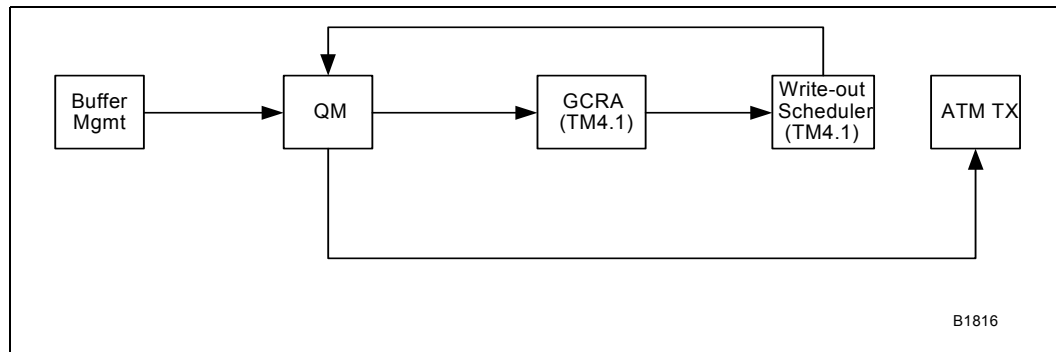 Buffer
Mgmt
QM
GCRA
(TM4.1)
Write-out
Scheduler
(TM4.1)
ATM TX
B1816